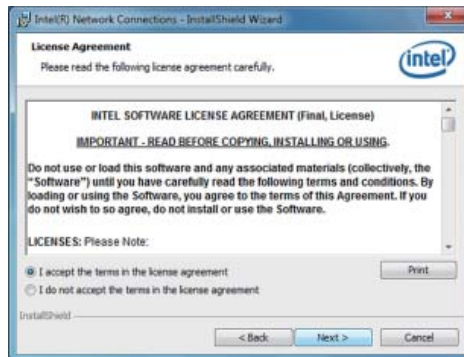 Intel(R) Network Connections - InstallShield Wizard
License Agreement
Please read the following license agreement carefully.
intel
INTEL SOFTWARE LICENSE AGREEMENT (Final, License)
IMPORTANT - READ BEFORE COPYING, INSTALLING OR USING.
Do not use or load this software and any associated materials (collectively, the
"Software") until you have carefully read the following terms and conditions. By
loading or using the Software, you agree to the terms of this Agreement. If you
do not wish to so agree, do not install or use the Software.
LICENSES: Please Note:
I accept the terms in the license agreement
Print
I do not accept the terms in the license agreement
InstallShield
< Back
Next >
Cancel